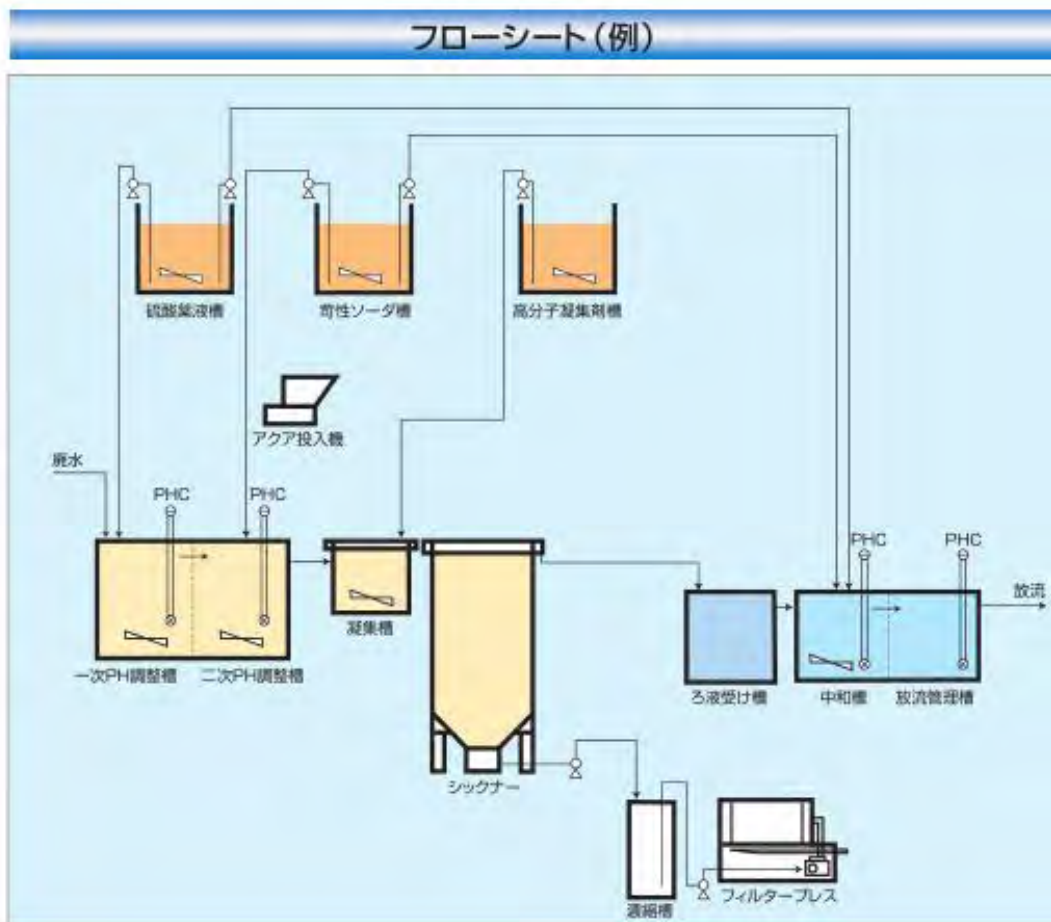 フローシート(例)
硫酸薬液槽
苛性ソーダ槽
高分子凝集剤槽
アクア投入機
廃水
PHC
PHC
PHC
PHC
放流
凝集槽
一次PH調整槽
二次PH調整槽
ろ液受け槽
中和槽
放流管理槽
シックナー
濃縮槽
フィルタープレス